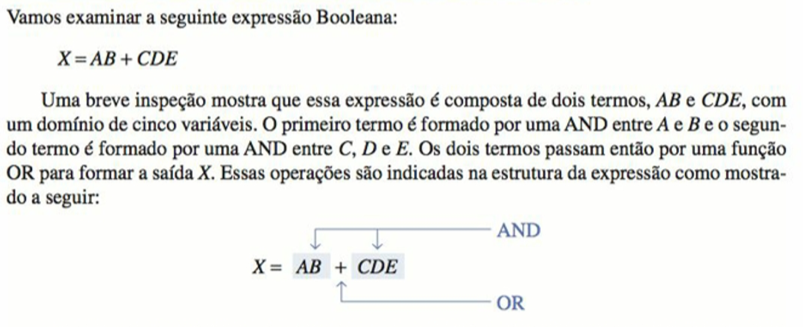 Vamos examinar a seguinte expressão Booleana:
X = AB + CDE
Uma breve inspeção mostra que essa expressão é composta de dois termos, AB e CDE, com
um domínio de cinco variáveis. O primeiro termo é formado por uma AND entre A e B e o segun-
do termo é formado por uma AND entre C, D e E. Os dois termos passam então por uma função
OR para formar a saída X. Essas operações são indicadas na estrutura da expressão como mostra-
do a seguir:
AND
X = AB + CDE
OR